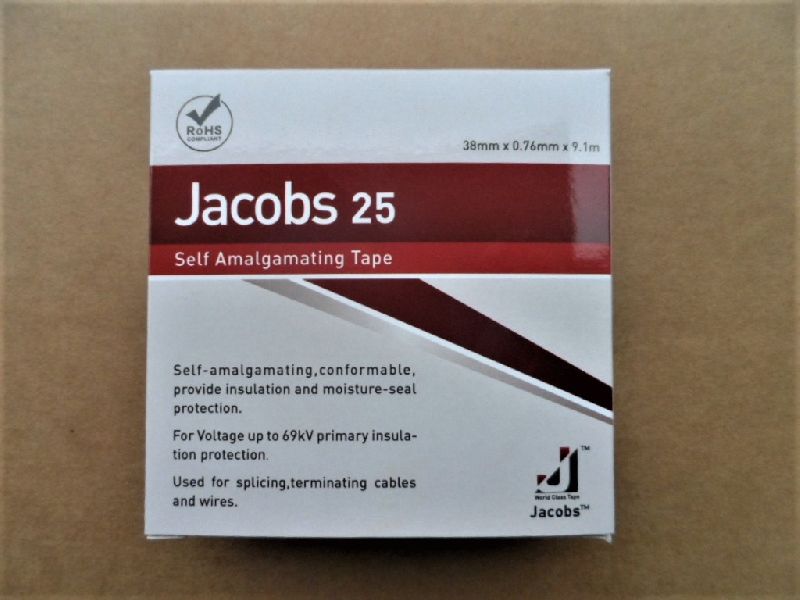 RoHS
COMPLIANT
38mm x 0.76mm x 9.1m
Jacobs 25
Self Amalgamating Tape
Self-amalgamating,conformable,
provide insulation and moisture-seal
protection.
For Voltage up to 69kV primary insula-
tion protection.
Used for splicing,terminating cables
and wires.
J™
World Class Tape
Jacobs™